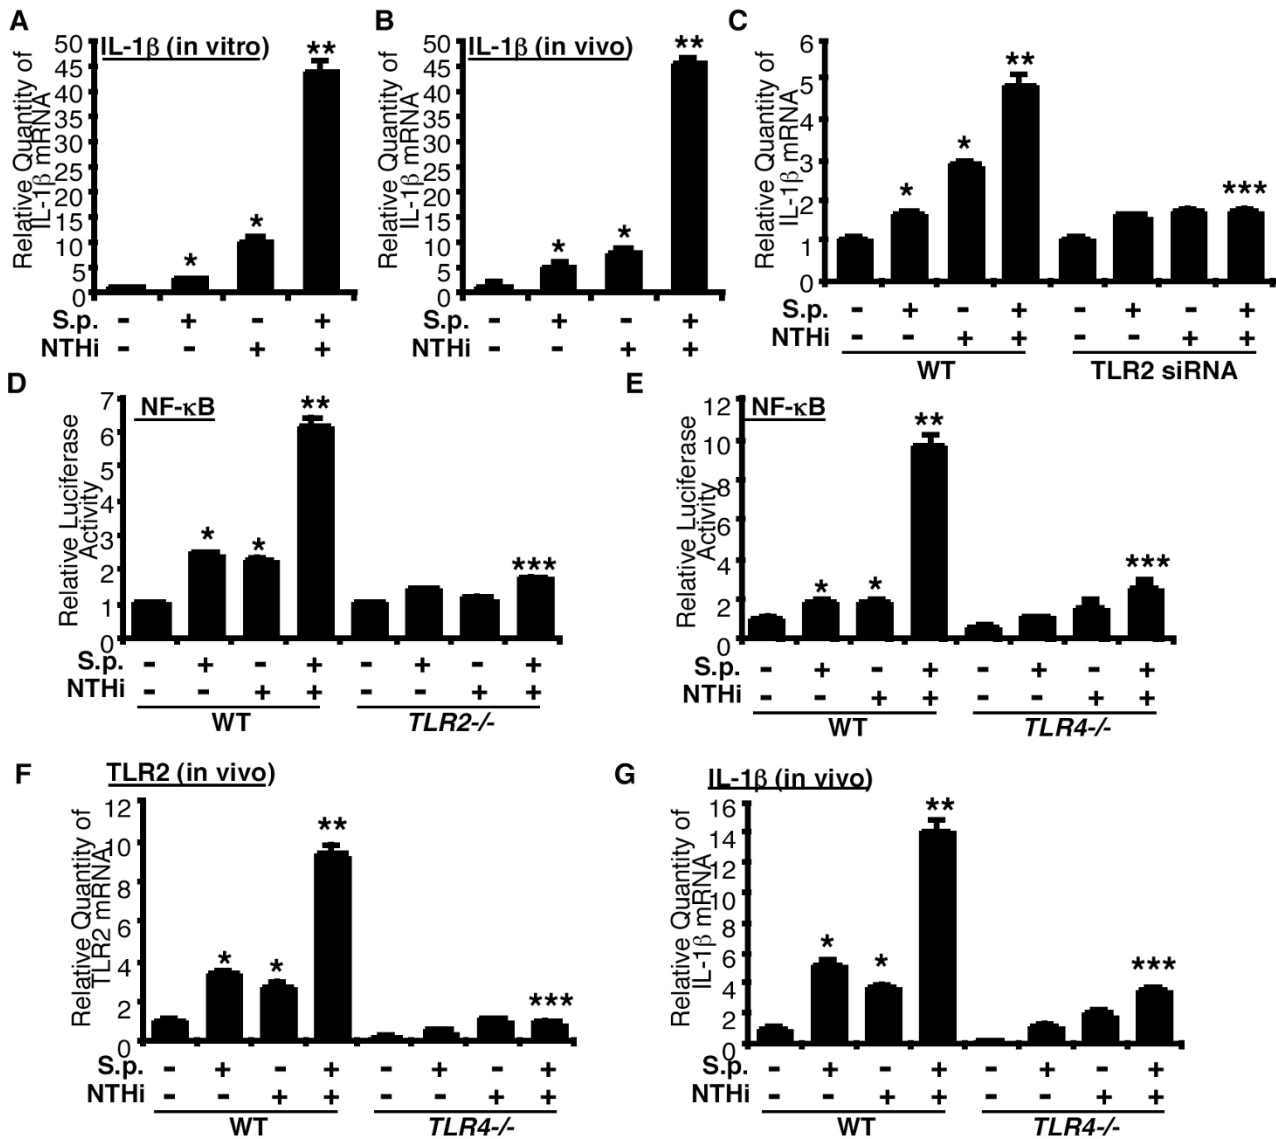 A
IL-1β (in vitro)
Relative Quantity of
IL-1β mRNA
50
45
40
35
30
25
20
15
10
5
0
*
*
**
S.p. - + - +
NTHi - - + +
B
IL-1β (in vivo)
Relative Quantity of
IL-1β mRNA
50
45
40
35
30
25
20
15
10
5
0
*
*
**
S.p. - + - +
NTHi - - + +
C
Relative Quantity of
IL-1β mRNA
6
5
4
3
2
1
0
*
*
**
***
S.p. - + - + - + - +
NTHi - - + + - - + +
WT TLR2 siRNA
D
NF-κB
Relative Luciferase
Activity
7
6
5
4
3
2
1
0
*
*
**
***
S.p. - + - + - + - +
NTHi - - + + - - + +
WT TLR2-/-
E
NF-κB
Relative Luciferase
Activity
12
10
8
6
4
2
0
*
*
**
***
S.p. - + - + - + - +
NTHi - - + + - - + +
WT TLR4-/-
F
TLR2 (in vivo)
Relative Quantity of
TLR2 mRNA
12
10
8
6
4
2
0
*
*
**
***
S.p. - + - + - + - +
NTHi - - + + - - + +
WT TLR4-/-
G
IL-1β (in vivo)
Relative Quantity of
IL-1β mRNA
16
14
12
10
8
6
4
2
0
*
*
**
***
S.p. - + - + - + - +
NTHi - - + + - - + +
WT TLR4-/-